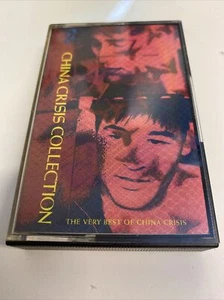 CHINA CRISIS COLLECTION
THE VERY BEST OF CHINA CRISIS